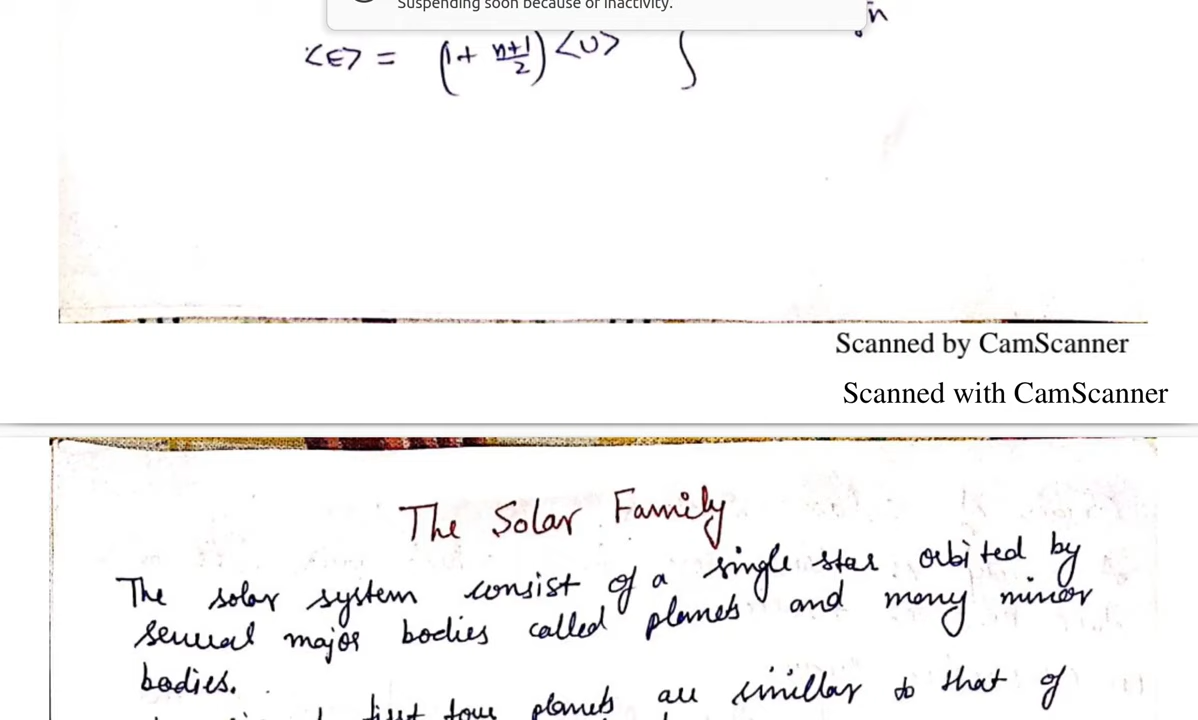 Suspending soon because of inactivity.
<E> = (1 + n+1/2) <U>
Scanned by CamScanner
Scanned with CamScanner
The Solar Family
The solar system consist of a single star orbited by
several major bodies called planets and many minor
bodies.
first four planets are similar to that of